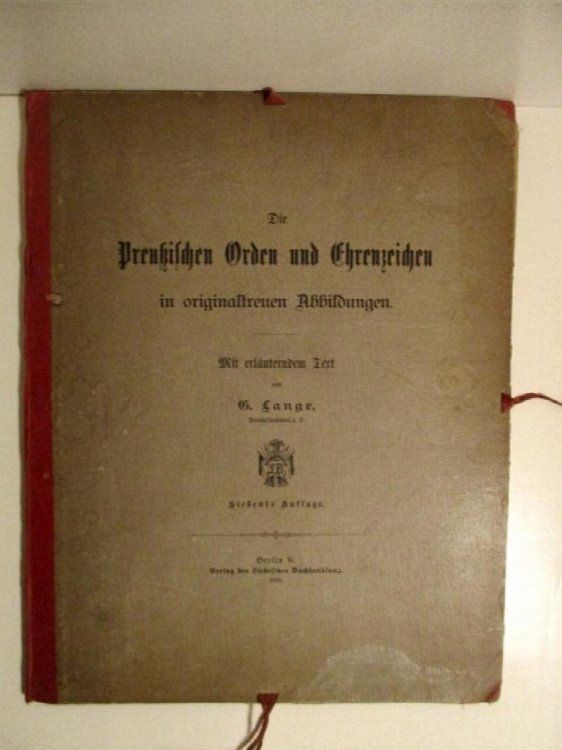 Die
Preußischen Orden und Ehrenzeichen
in originaltreuen Abbildungen.
Mit erläuterndem Text
von
G. Lange,
Siebente Auflage.
Berlin W.
Verlag der Liebelschen Buchhandlung.